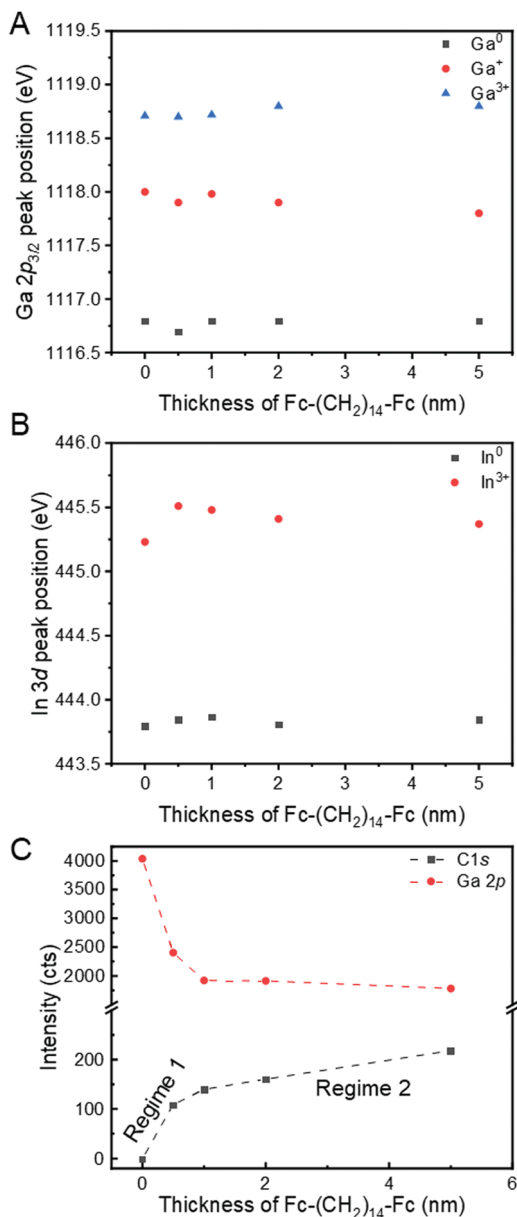 A
Ga⁰
Ga⁺
Ga³⁺
Ga 2p₃/₂ peak position (eV)
1119.5
1119.0
1118.5
1118.0
1117.5
1117.0
1116.5
0 1 2 3 4 5
Thickness of Fc-(CH₂)₁₄-Fc (nm)
B
In⁰
In³⁺
In 3d peak position (eV)
446.0
445.5
445.0
444.5
444.0
443.5
0 1 2 3 4 5
Thickness of Fc-(CH₂)₁₄-Fc (nm)
C
C1s
Ga 2p
Intensity (cts)
4000
3500
3000
2500
2000
200
100
0
Regime 1
Regime 2
0 2 4 6
Thickness of Fc-(CH₂)₁₄-Fc (nm)